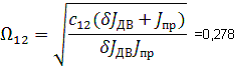 Ω₁₂ = √(c₁₂(δJ_ДВ + J_пр) / (δJ_ДВ J_пр)) =0,278